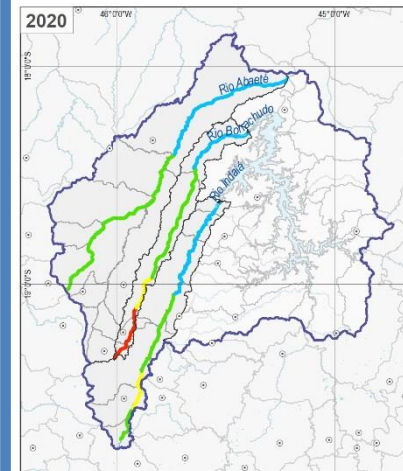 2020
46°0'0"W
45°0'0"W
18°0'0"S
Rio Abaeté
Rio Borrachudo
Rio Indaiá
19°0'0"S